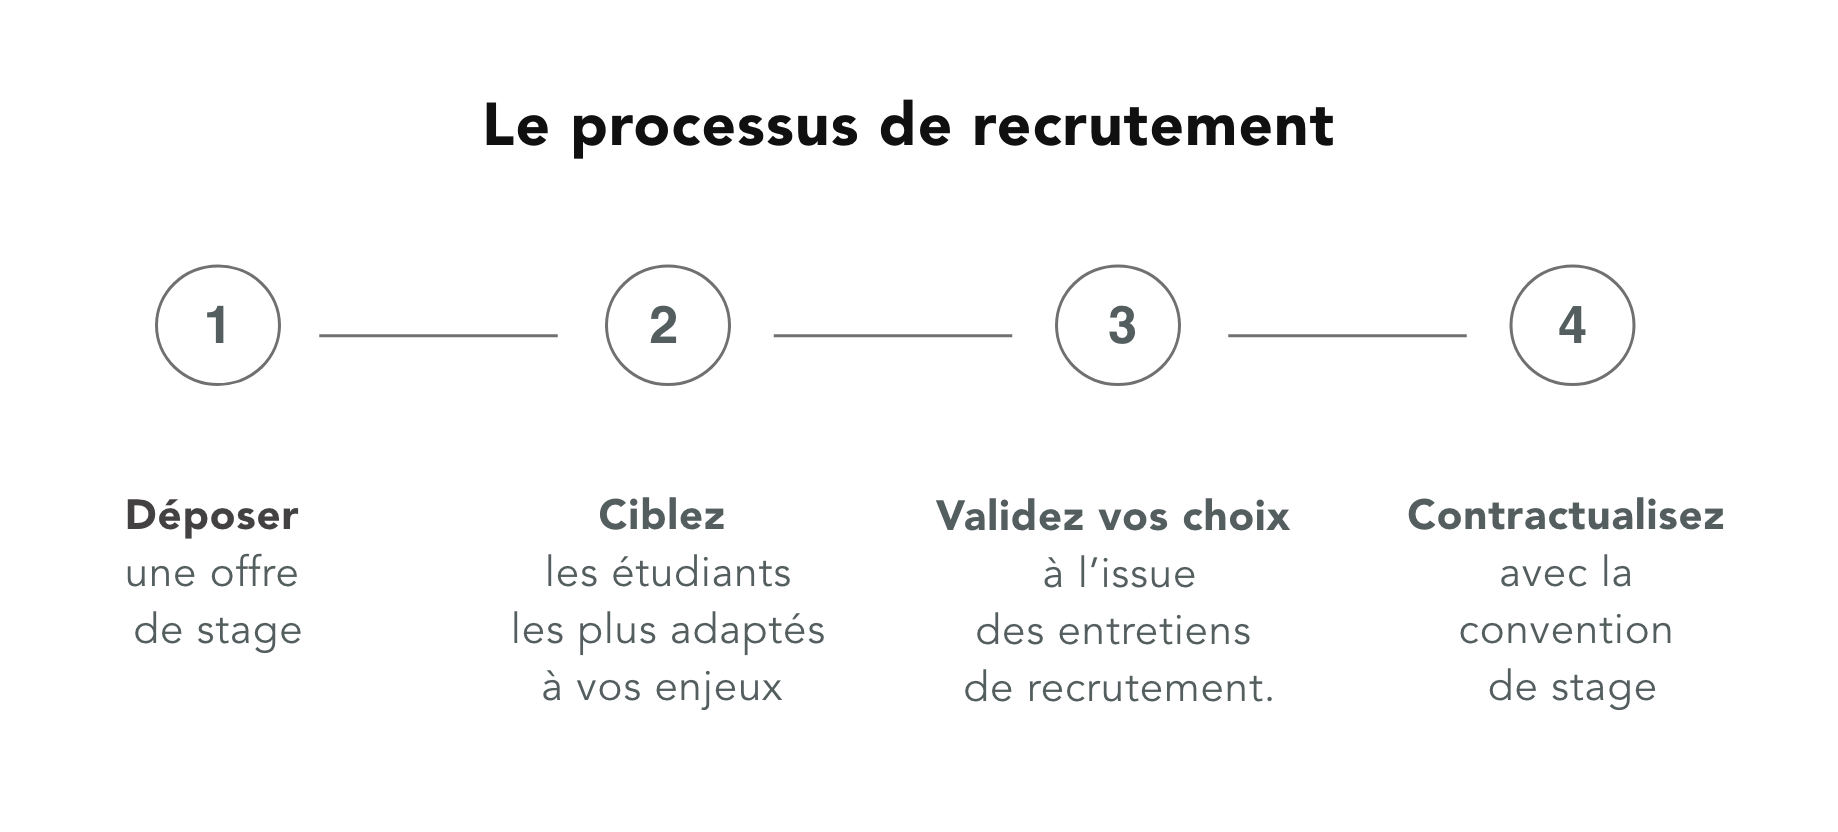 Le processus de recrutement
1
2
3
4
Déposer
une offre
de stage
Ciblez
les étudiants
les plus adaptés
à vos enjeux
Validez vos choix
à l’issue
des entretiens
de recrutement.
Contractualisez
avec la
convention
de stage